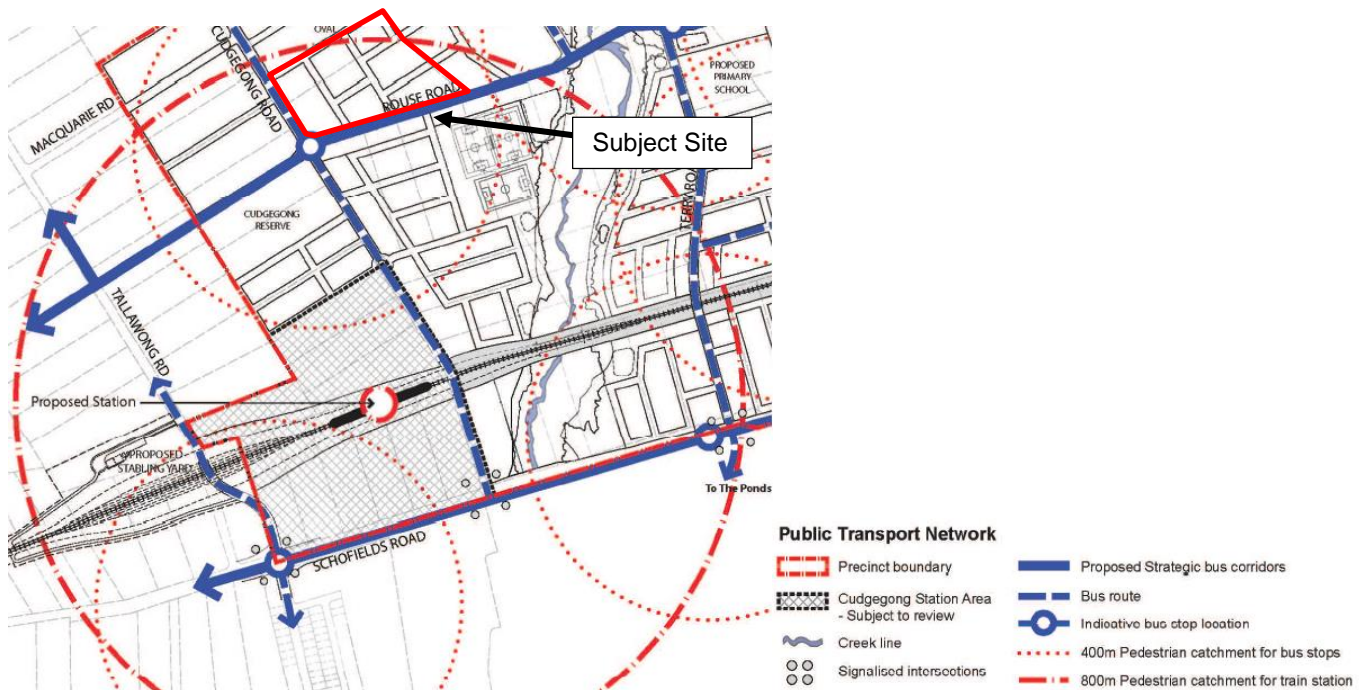 OVAL
CUDGEGONG ROAD
MACQUARIE RD
ROUSE ROAD
PROPOSED
PRIMARY
SCHOOL
Subject Site
CUDGEGONG
RESERVE
TALLAWONG RD
Proposed Station
PROPOSED
STABLING YARD
To The Ponds
SCHOFIELDS ROAD
Public Transport Network
Precinct boundary
Cudgegong Station Area
- Subject to review
Creek line
Signalised intersections
Proposed Strategic bus corridors
Bus route
Indicative bus stop location
400m Pedestrian catchment for bus stops
800m Pedestrian catchment for train station